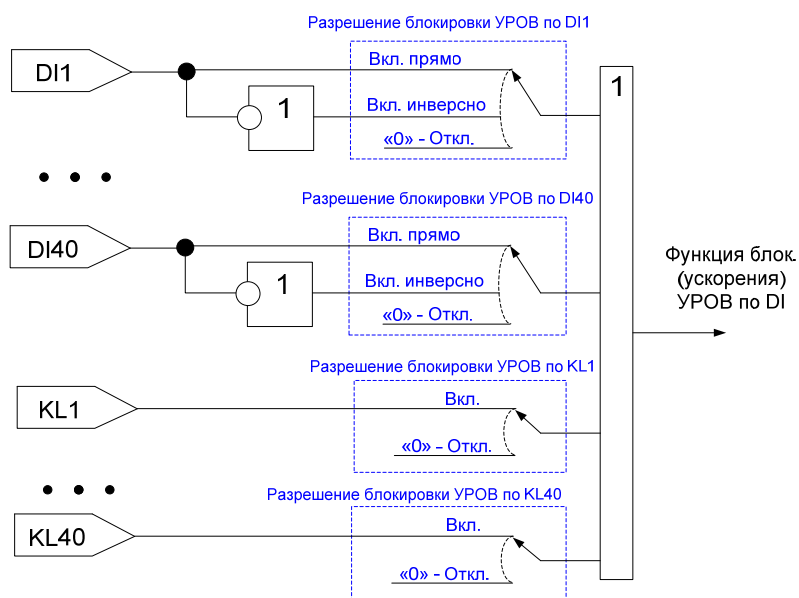 Разрешение блокировки УРОВ по DI1
DI1
Вкл. прямо
1
Вкл. инверсно
«0» - Откл.
1
Разрешение блокировки УРОВ по DI40
DI40
Вкл. прямо
1
Вкл. инверсно
«0» - Откл.
Функция блок.
(ускорения)
УРОВ по DI
Разрешение блокировки УРОВ по KL1
KL1
Вкл.
«0» – Откл.
Разрешение блокировки УРОВ по KL40
KL40
Вкл.
«0» - Откл.